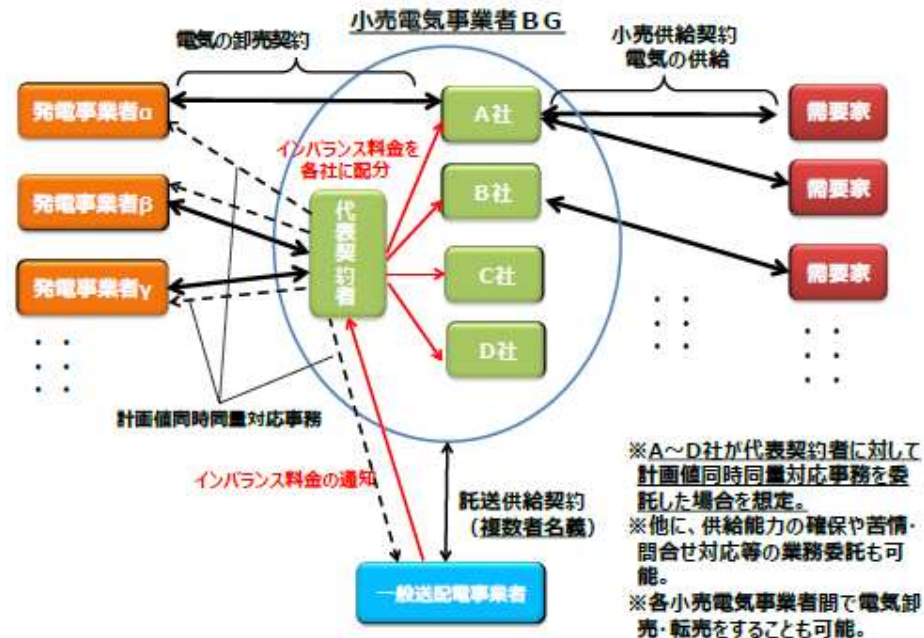 小売電気事業者BG
電気の卸売契約
小売供給契約
電気の供給
発電事業者α
A社
需要家
インバランス料金を
各社に配分
発電事業者β
B社
需要家
代表契約者
発電事業者γ
C社
需要家
D社
計画値同時同量対応事務
インバランス料金の通知
託送供給契約
（複数者名義）
一般送配電事業者
※A～D社が代表契約者に対して
計画値同時同量対応事務を委
託した場合を想定。
※他に、供給能力の確保や苦情・
問合せ対応等の業務委託も可
能。
※各小売電気事業者間で電気卸
売・転売をすることも可能。